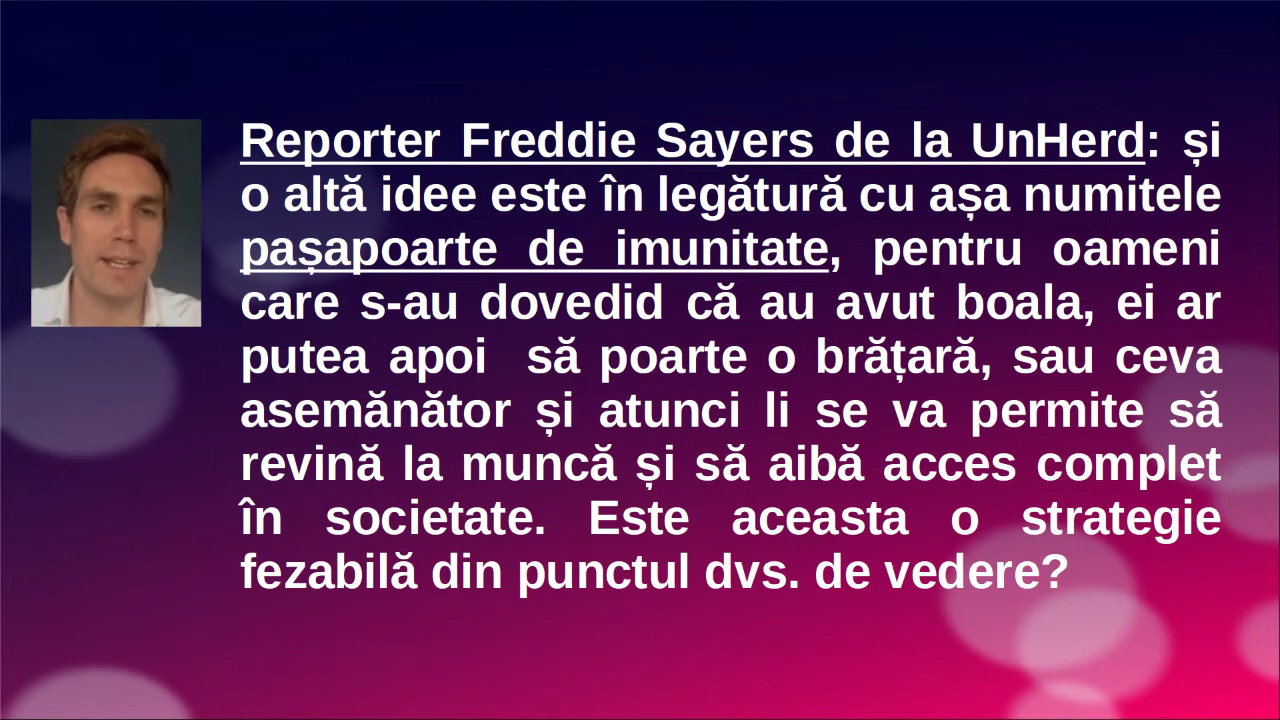 Reporter Freddie Sayers de la UnHerd: și
o altă idee este în legătură cu așa numitele
pașapoarte de imunitate, pentru oameni
care s-au dovedid că au avut boala, ei ar
putea apoi să poarte o brățară, sau ceva
asemănător și atunci li se va permite să
revină la muncă și să aibă acces complet
în societate. Este aceasta o strategie
fezabilă din punctul dvs. de vedere?